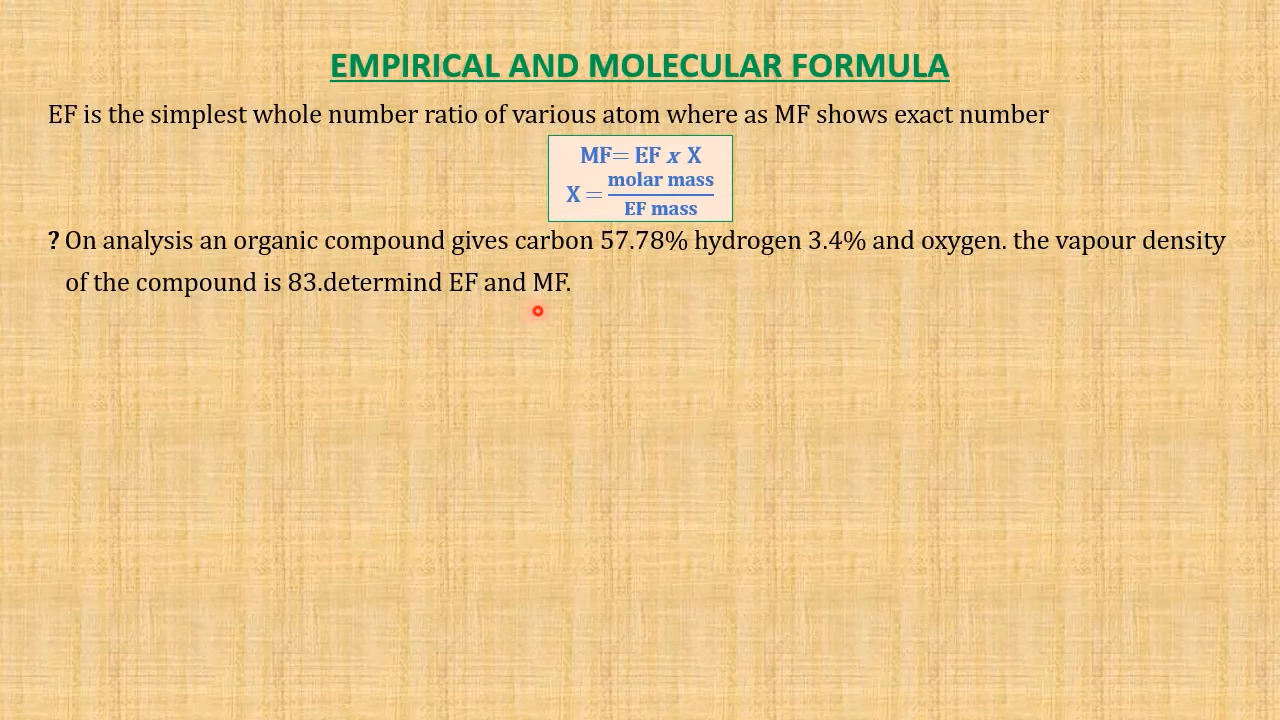 EMPIRICAL AND MOLECULAR FORMULA
EF is the simplest whole number ratio of various atom where as MF shows exact number
MF= EF x X
X = molar mass / EF mass
? On analysis an organic compound gives carbon 57.78% hydrogen 3.4% and oxygen. the vapour density
of the compound is 83.determind EF and MF.